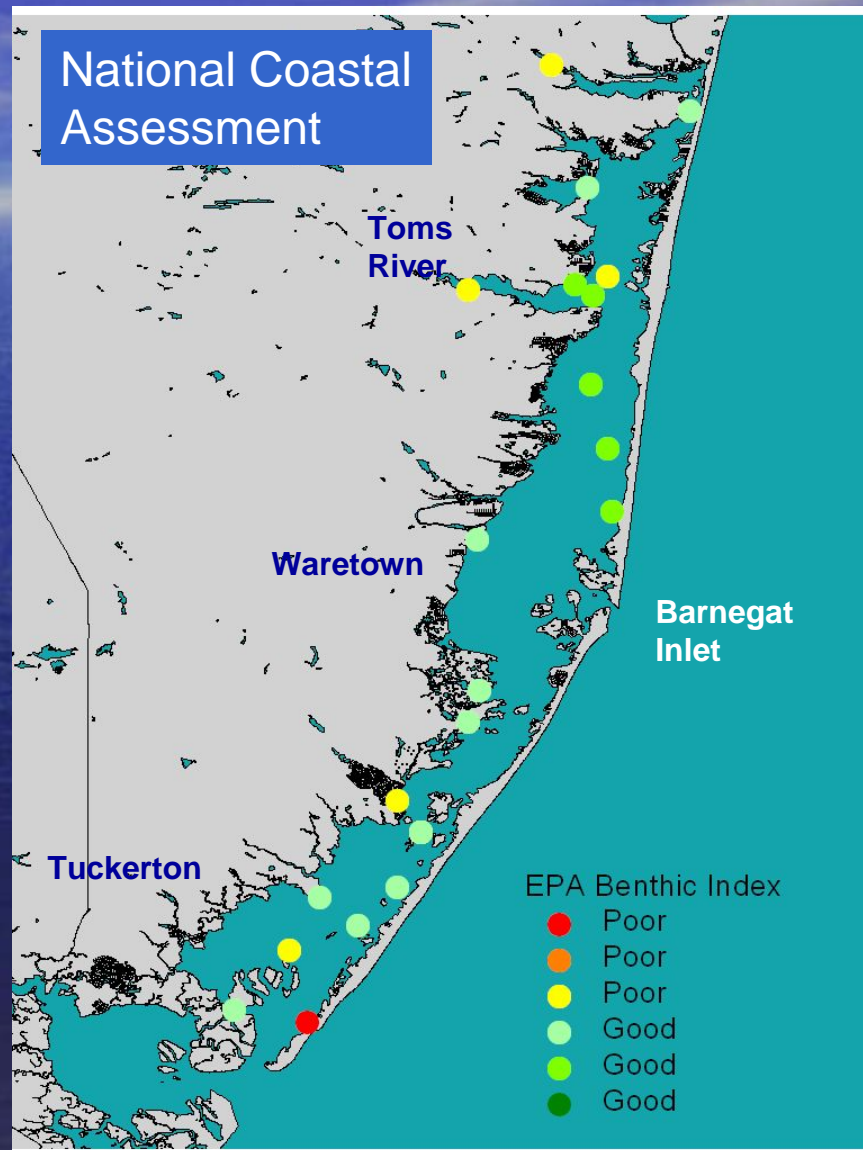 National Coastal
Assessment
Toms
River
Waretown
Barnegat
Inlet
Tuckerton
EPA Benthic Index
Poor
Poor
Poor
Good
Good
Good